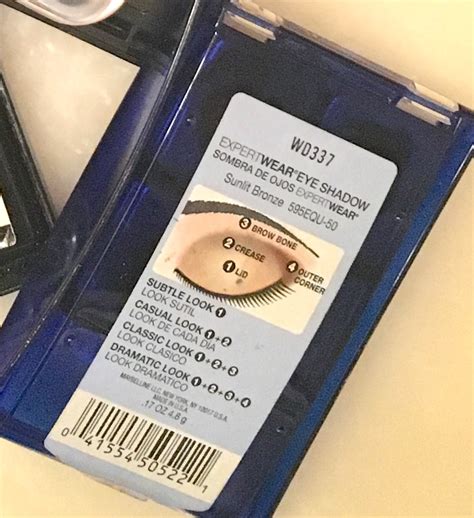 WD337
EXPERTWEAR® EYE SHADOW
SOMBRA DE OJOS EXPERTWEAR®
Sunlit Bronze 595EQU-50
3 BROW BONE
2 CREASE
1 LID
4 OUTER
CORNER
SUBTLE LOOK 1
LOOK SUTIL
CASUAL LOOK 1+2
LOOK DE CADA DIA
CLASSIC LOOK 1+2+3
LOOK CLASICO
DRAMATIC LOOK 1+2+3+4
LOOK DRAMATICO
MAYBELLINE LLC, NEW YORK, NY, 10017 U.S.A.
MADE IN U.S.A.
.17 OZ 4.8 g
0 41554 50522 1